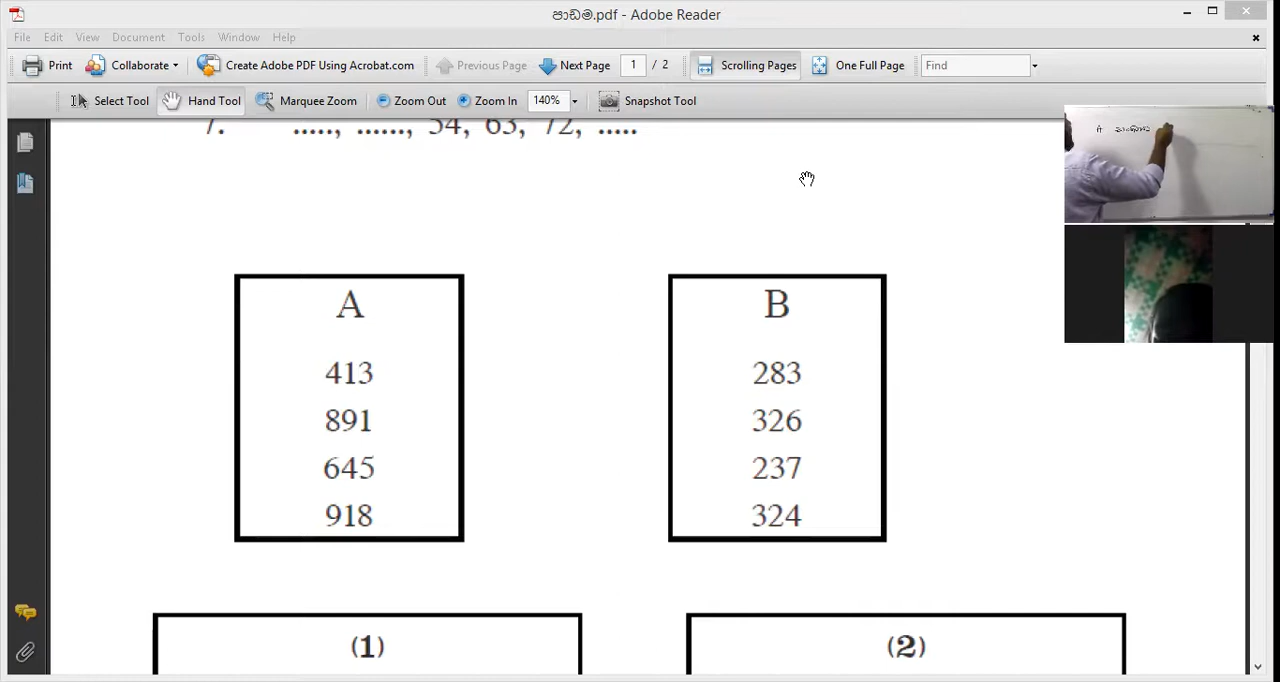 පාඩම.pdf - Adobe Reader
File Edit View Document Tools Window Help
Print Collaborate Create Adobe PDF Using Acrobat.com Previous Page Next Page 1 / 2 Scrolling Pages One Full Page Find
Select Tool Hand Tool Marquee Zoom Zoom Out Zoom In 140% Snapshot Tool
7. ....., ......, 54, 63, 72, .....
A
A
413
891
645
918
B
283
326
237
324
(1)
(2)